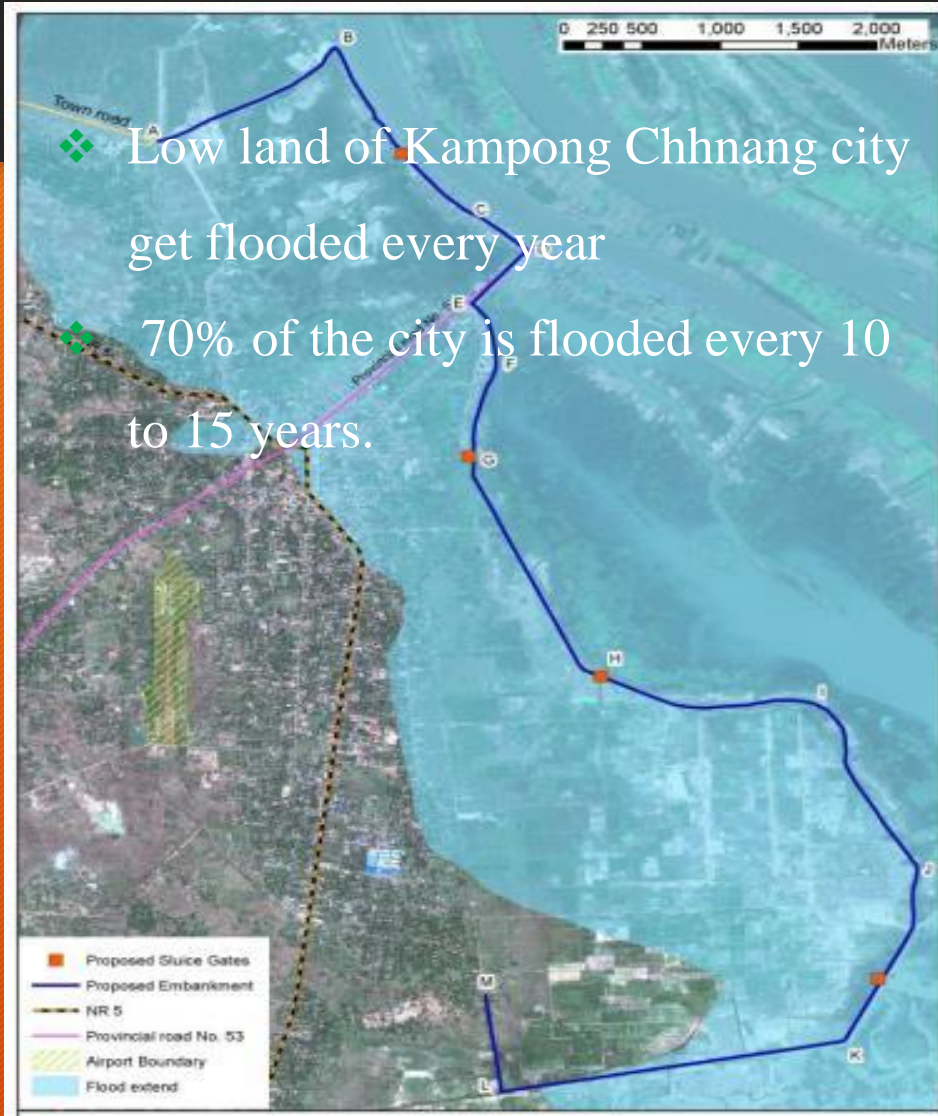 0 250 500 1,000 1,500 2,000
Meters
B
Town road
A
❖ Low land of Kampong Chhnang city
C
get flooded every year
D
E
❖ 70% of the city is flooded every 10
F
to 15 years.
G
H
I
J
Proposed Sluice Gates
M
Proposed Embankment
NR 5
Provincial road No. 53
K
Airport Boundary
L
Flood extend